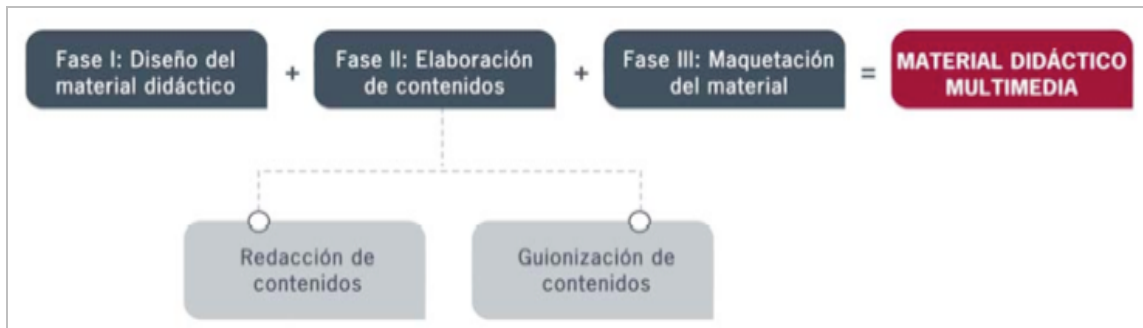 Fase I: Diseño del
material didáctico
+
Fase II: Elaboración
de contenidos
+
Fase III: Maquetación
del material
=
MATERIAL DIDÁCTICO
MULTIMEDIA
Redacción de
contenidos
Guionización de
contenidos